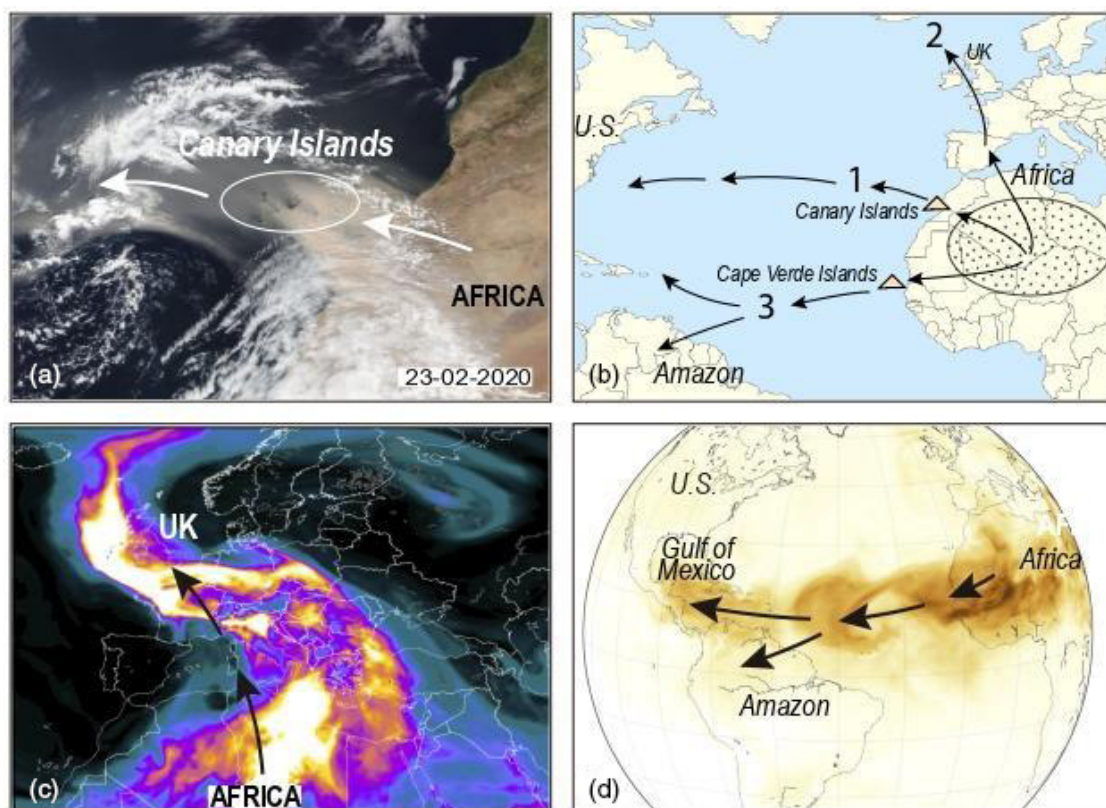 Canary Islands
AFRICA
(a)
23-02-2020
2
UK
U.S.
1
Africa
Canary Islands
Cape Verde Islands
3
(b)
Amazon
UK
(c)
AFRICA
U.S.
AF
Gulf of
Mexico
Africa
Amazon
(d)